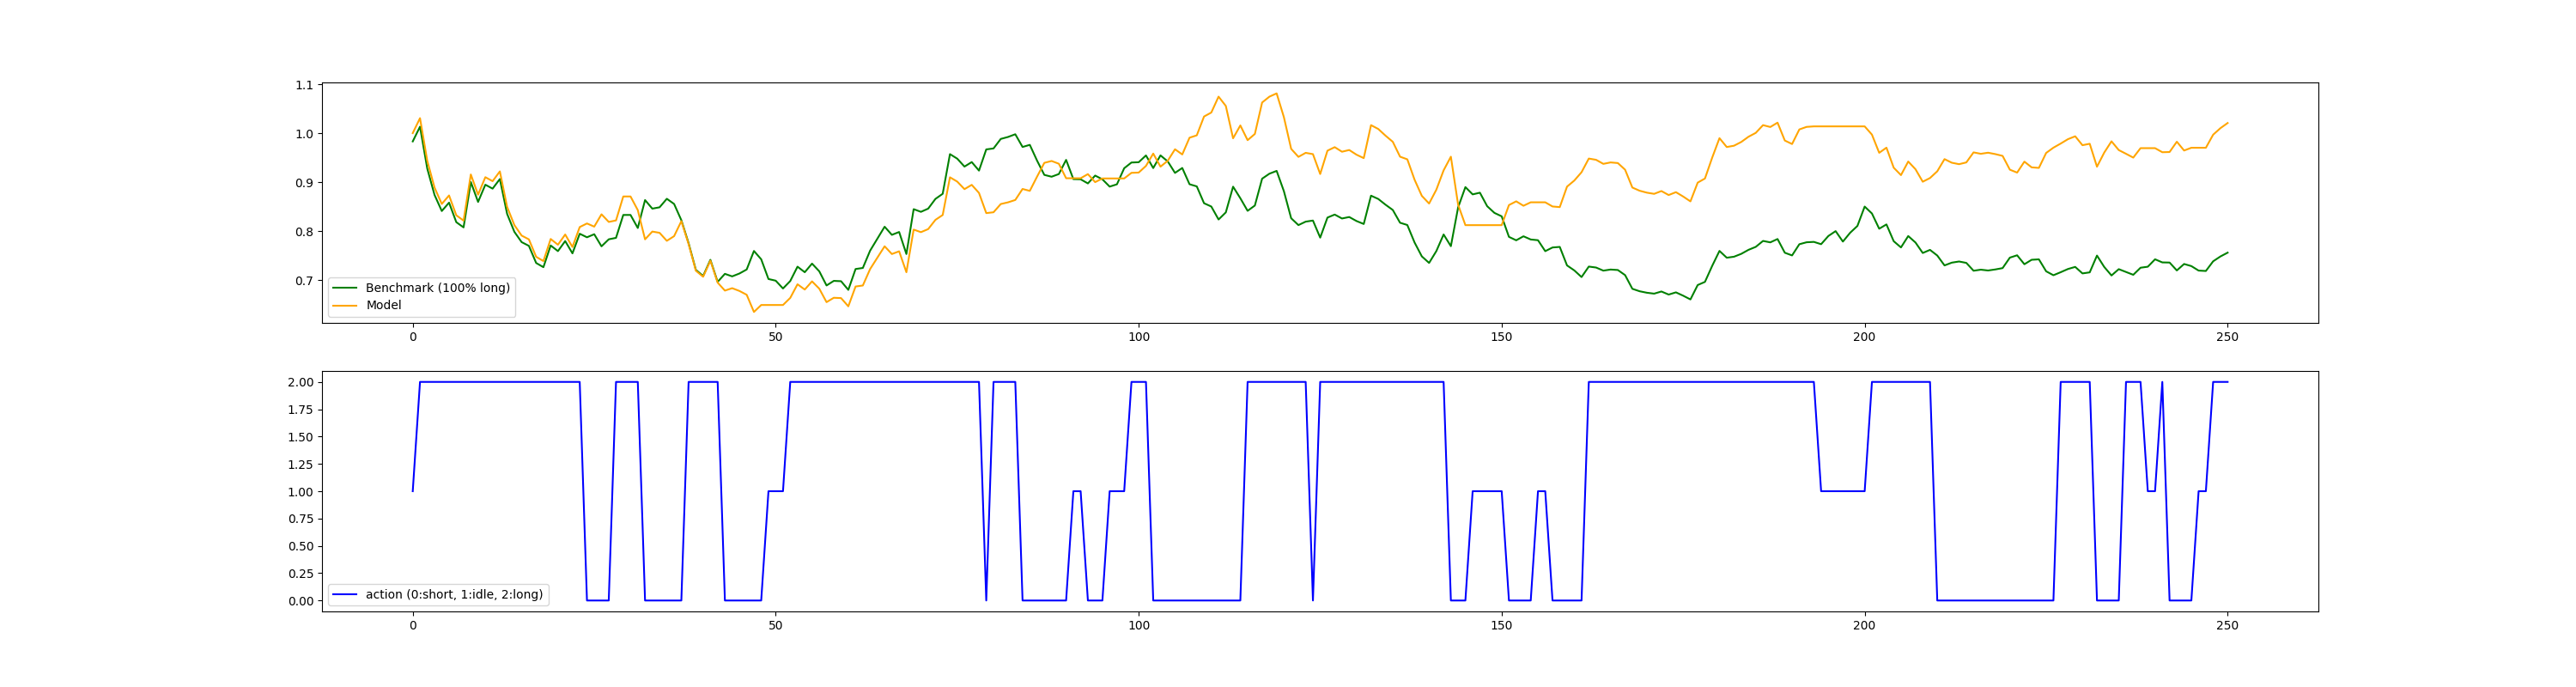 1.1
1.0
0.9
0.8
0.7
Benchmark (100% long)
Model
0 50 100 150 200 250
2.00
1.75
1.50
1.25
1.00
0.75
0.50
0.25
0.00
action (0:short, 1:idle, 2:long)
0 50 100 150 200 250